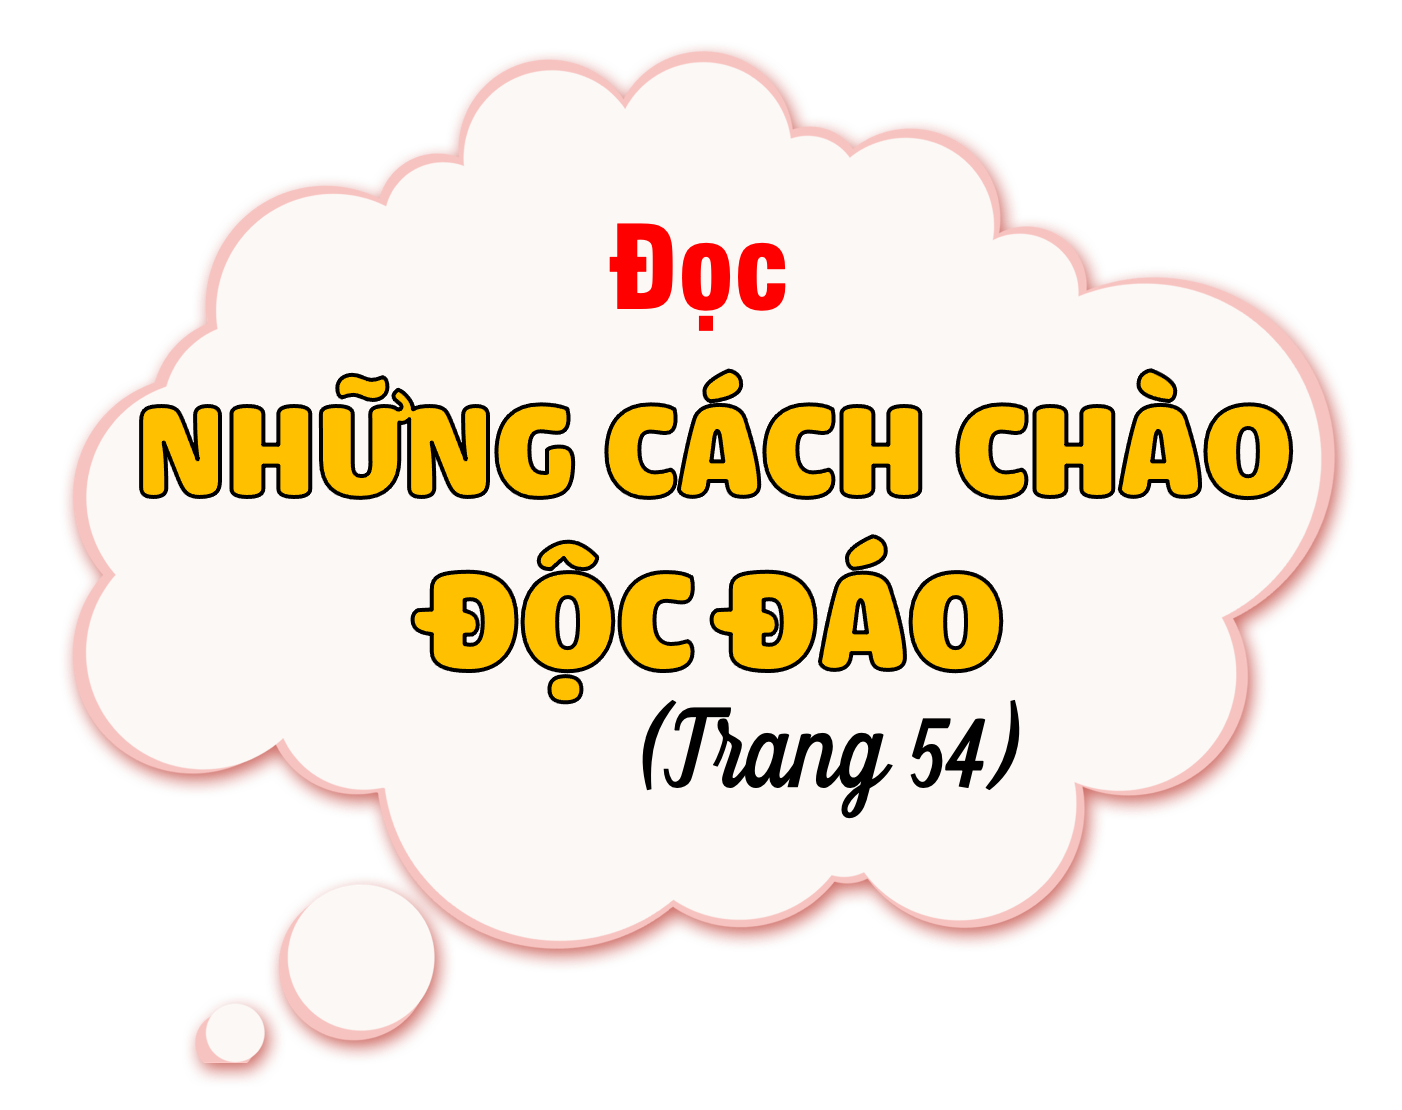 Đọc
NHỮNG CÁCH CHÀO
ĐỘC ĐÁO
(Trang 54)